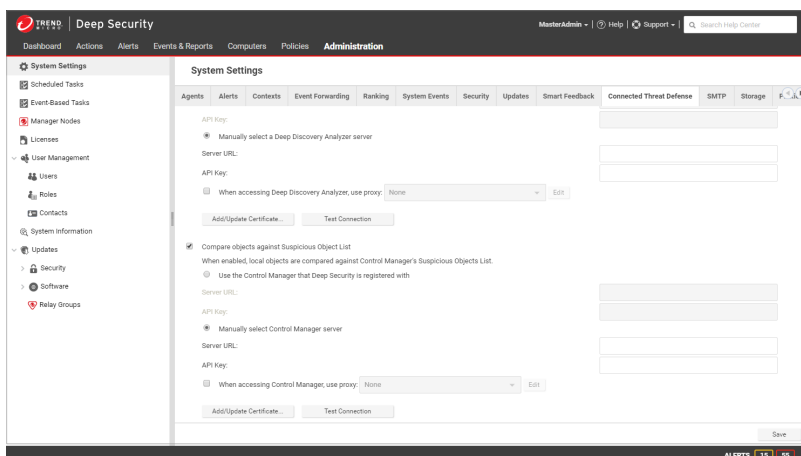 TREND MICRO Deep Security
MasterAdmin Help Support Search Help Center
Dashboard Actions Alerts Events & Reports Computers Policies Administration
System Settings
Scheduled Tasks
Event-Based Tasks
Manager Nodes
Licenses
User Management
Users
Roles
Contacts
System Information
Updates
Security
Software
Relay Groups
System Settings
Agents Alerts Contexts Event Forwarding Ranking System Events Security Updates Smart Feedback Connected Threat Defense SMTP Storage
API Key:
Manually select a Deep Discovery Analyzer server
Server URL:
API Key:
When accessing Deep Discovery Analyzer, use proxy: None Edit
Add/Update Certificate... Test Connection
Compare objects against Suspicious Object List
When enabled, local objects are compared against Control Manager's Suspicious Objects List.
Use the Control Manager that Deep Security is registered with
Server URL:
API Key:
Manually select Control Manager server
Server URL:
API Key:
When accessing Control Manager, use proxy: None Edit
Add/Update Certificate... Test Connection
Save
ALERTS 15 55